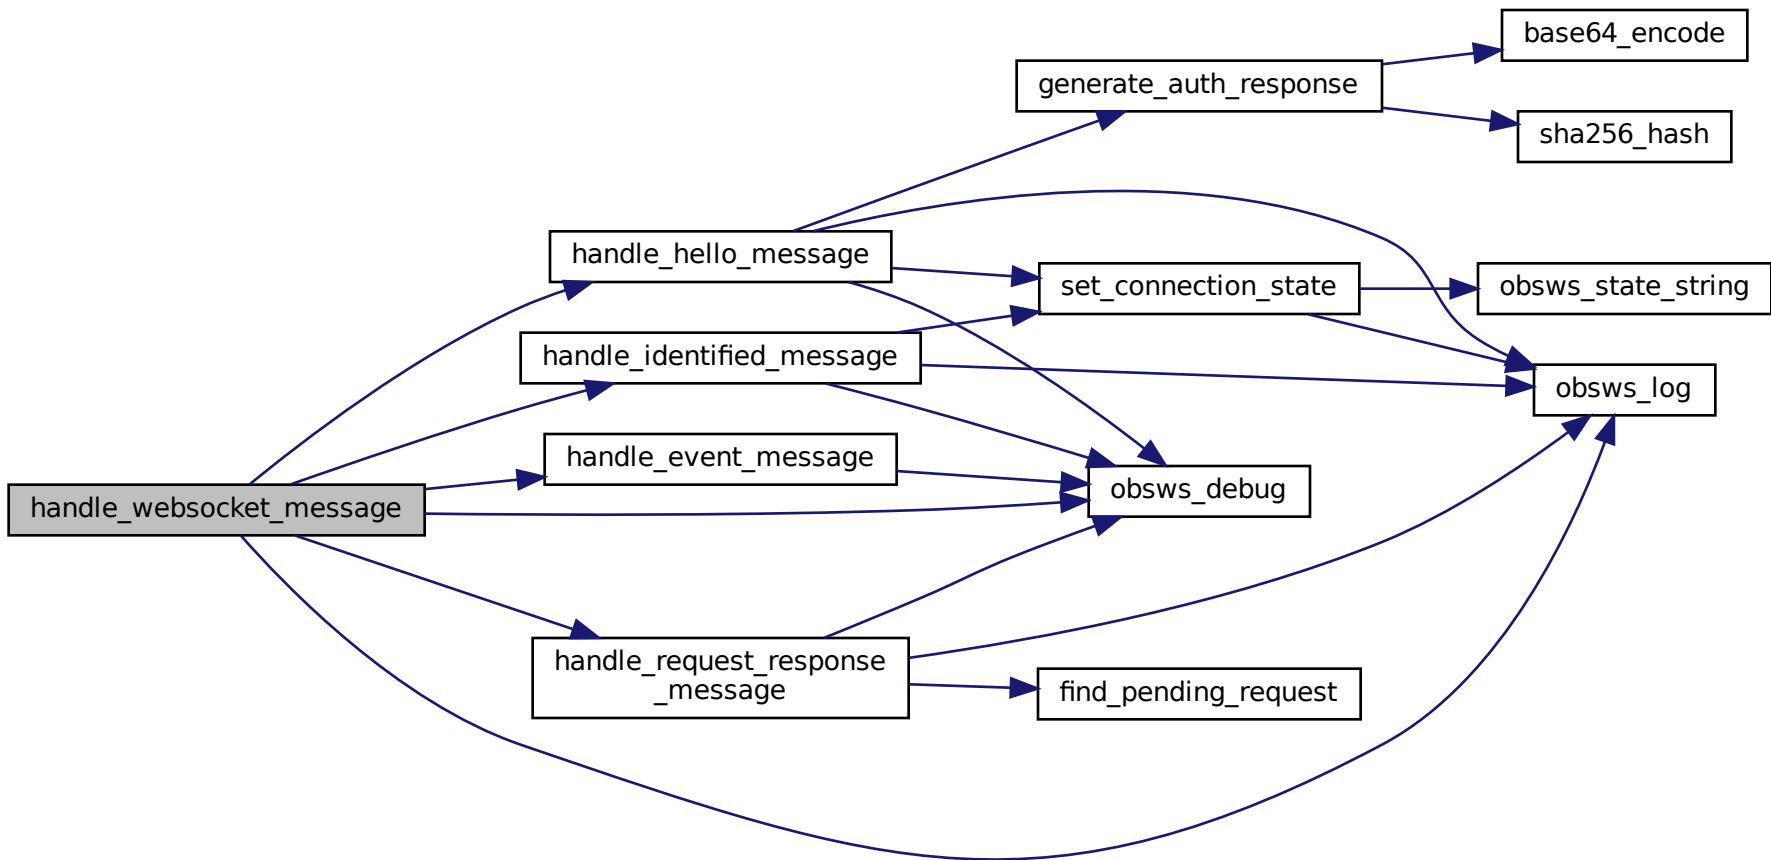 base64_encode
generate_auth_response
sha256_hash
handle_hello_message
set_connection_state
obsws_state_string
handle_identified_message
obsws_log
handle_event_message
obsws_debug
handle_websocket_message
handle_request_response
_message
find_pending_request